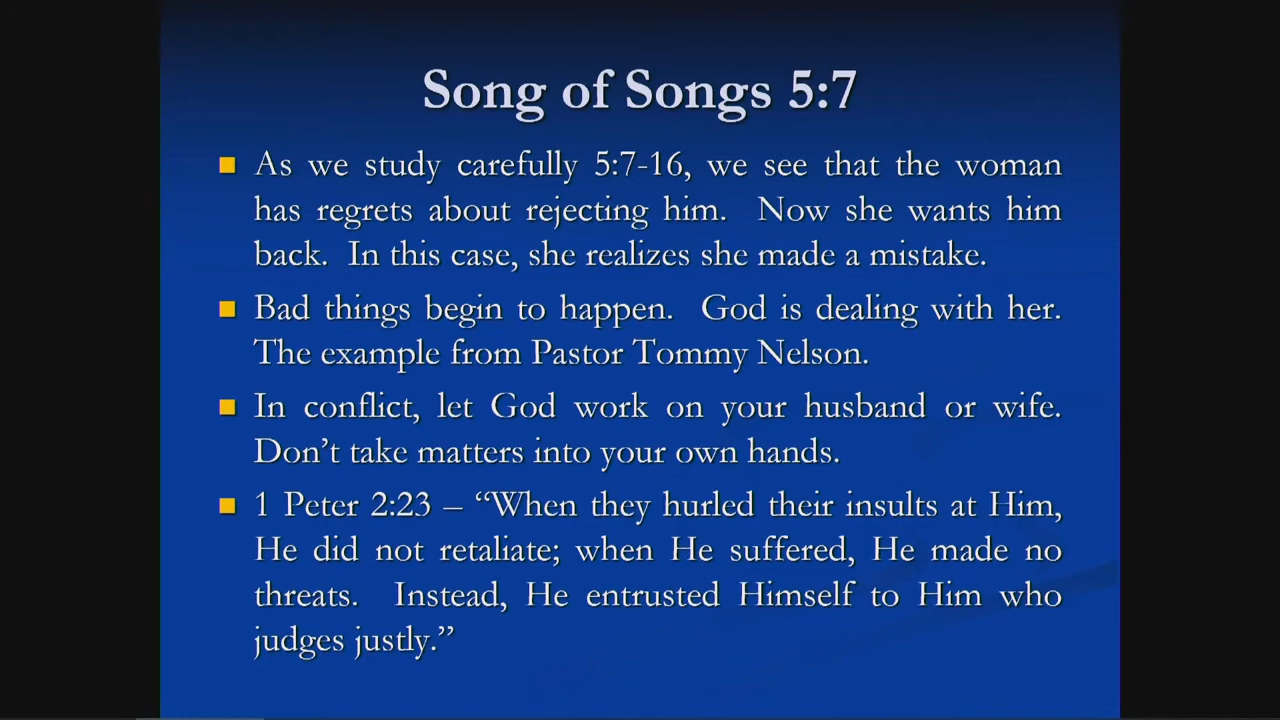 Song of Songs 5:7
As we study carefully 5:7-16, we see that the woman
has regrets about rejecting him. Now she wants him
back. In this case, she realizes she made a mistake.
Bad things begin to happen. God is dealing with her.
The example from Pastor Tommy Nelson.
In conflict, let God work on your husband or wife.
Don’t take matters into your own hands.
1 Peter 2:23 – “When they hurled their insults at Him,
He did not retaliate; when He suffered, He made no
threats. Instead, He entrusted Himself to Him who
judges justly.”